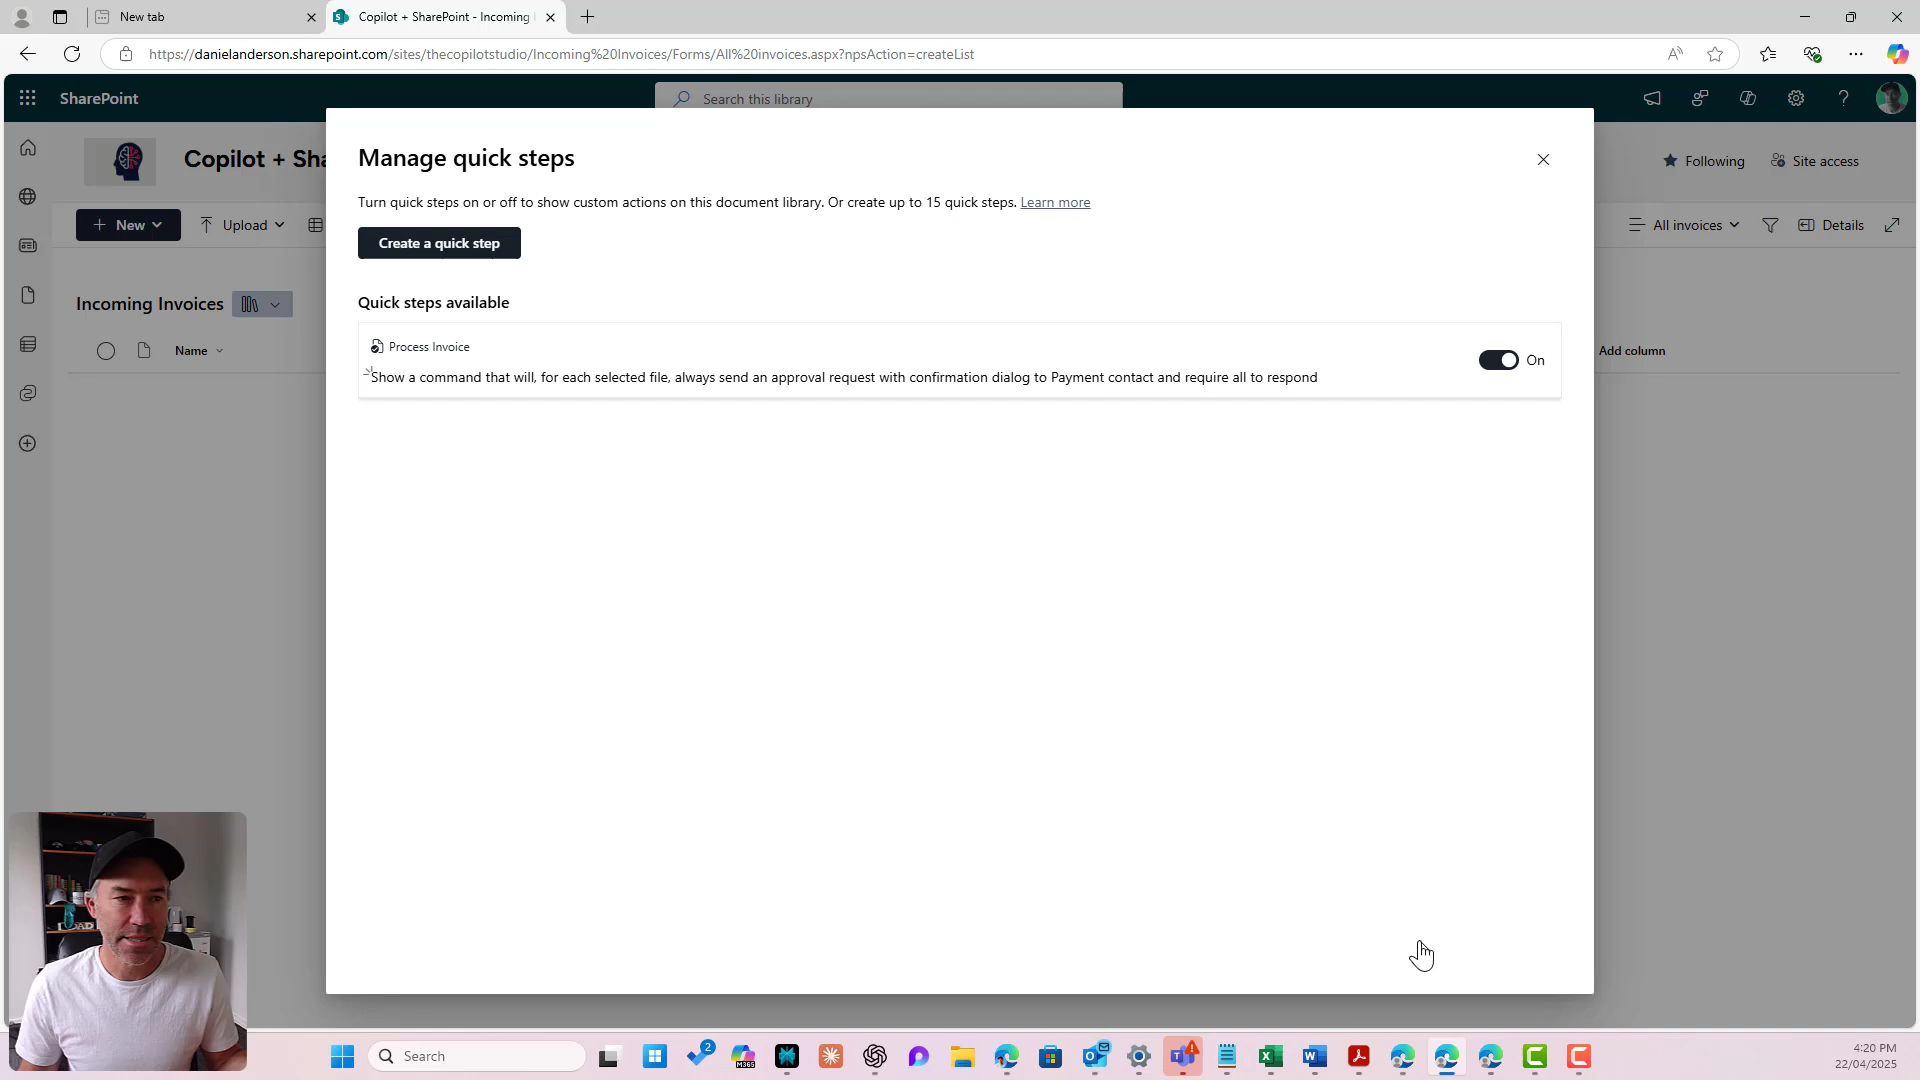 New tab
Copilot + SharePoint - Incoming
https://danielanderson.sharepoint.com/sites/thecopilotstudio/Incoming%20Invoices/Forms/All%20invoices.aspx?npsAction=createList
SharePoint
Search this library
Copilot + Sha
Following
Site access
New
Upload
All invoices
Details
Incoming Invoices
Name
Add column
Manage quick steps
Turn quick steps on or off to show custom actions on this document library. Or create up to 15 quick steps. Learn more
Create a quick step
Quick steps available
Process Invoice
On
Show a command that will, for each selected file, always send an approval request with confirmation dialog to Payment contact and require all to respond
Search
2
M365
4:20 PM
22/04/2025